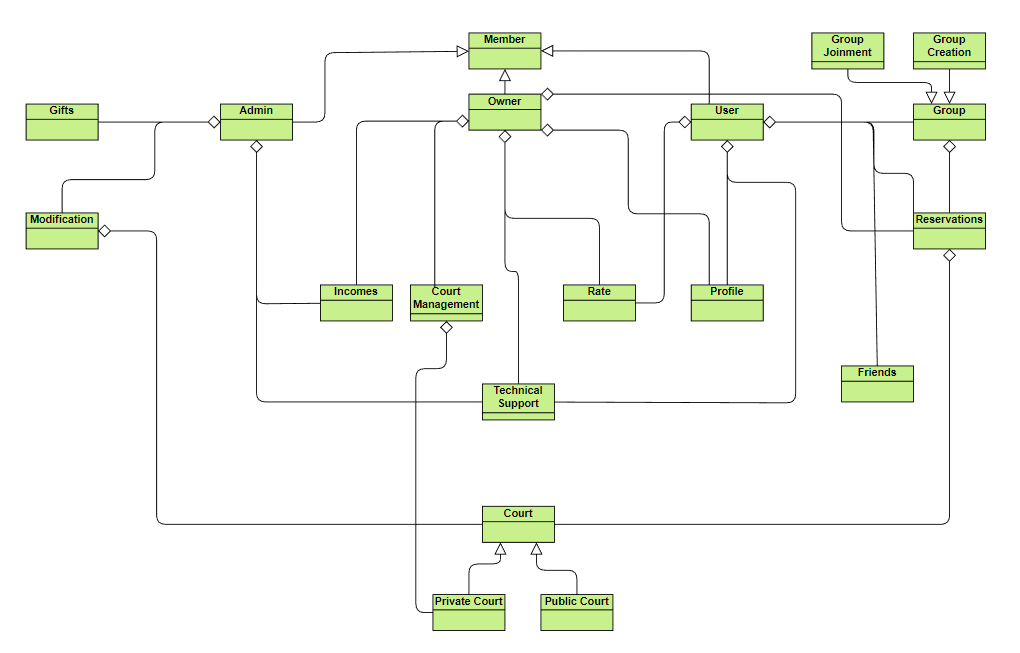 Member
Group
Joinment
Group
Creation
Gifts
Admin
Owner
User
Group
Modification
Reservations
Incomes
Court
Management
Rate
Profile
Friends
Technical
Support
Court
Private Court
Public Court